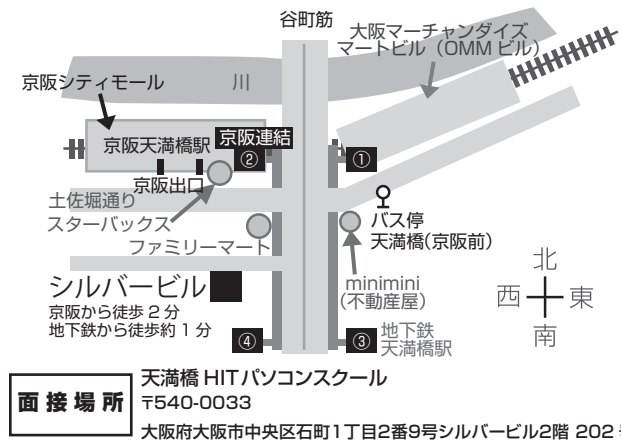 谷町筋
大阪マーチャンダイズ
マートビル（OMMビル）
京阪シティモール
川
京阪天満橋駅
京阪連結
②
①
京阪出口
土佐堀通り
スターバックス
バス停
天満橋(京阪前)
ファミリーマート
シルバービル
京阪から徒歩 2 分
地下鉄から徒歩約 1 分
minimini
(不動産屋)
北
西
東
南
④
③
地下鉄
天満橋駅
面接場所
天満橋 HITパソコンスクール
〒540-0033
大阪府大阪市中央区石町1丁目2番9号シルバービル2階 202